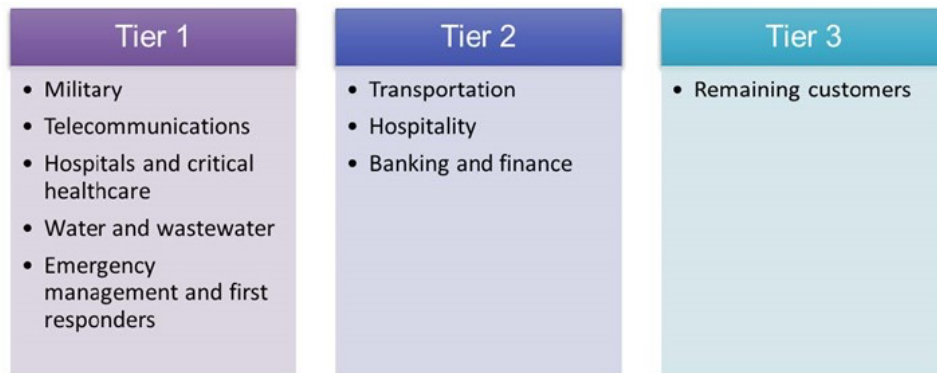 Tier 1
• Military
• Telecommunications
• Hospitals and critical
healthcare
• Water and wastewater
• Emergency
management and first
responders
Tier 2
• Transportation
• Hospitality
• Banking and finance
Tier 3
• Remaining customers